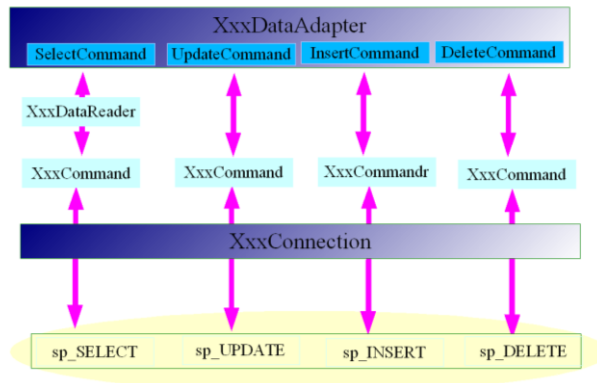 XxxDataAdapter
SelectCommand UpdateCommand InsertCommand DeleteCommand
XxxDataReader
XxxCommand XxxCommand XxxCommandr XxxCommand
XxxConnection
sp_SELECT sp_UPDATE sp_INSERT sp_DELETE